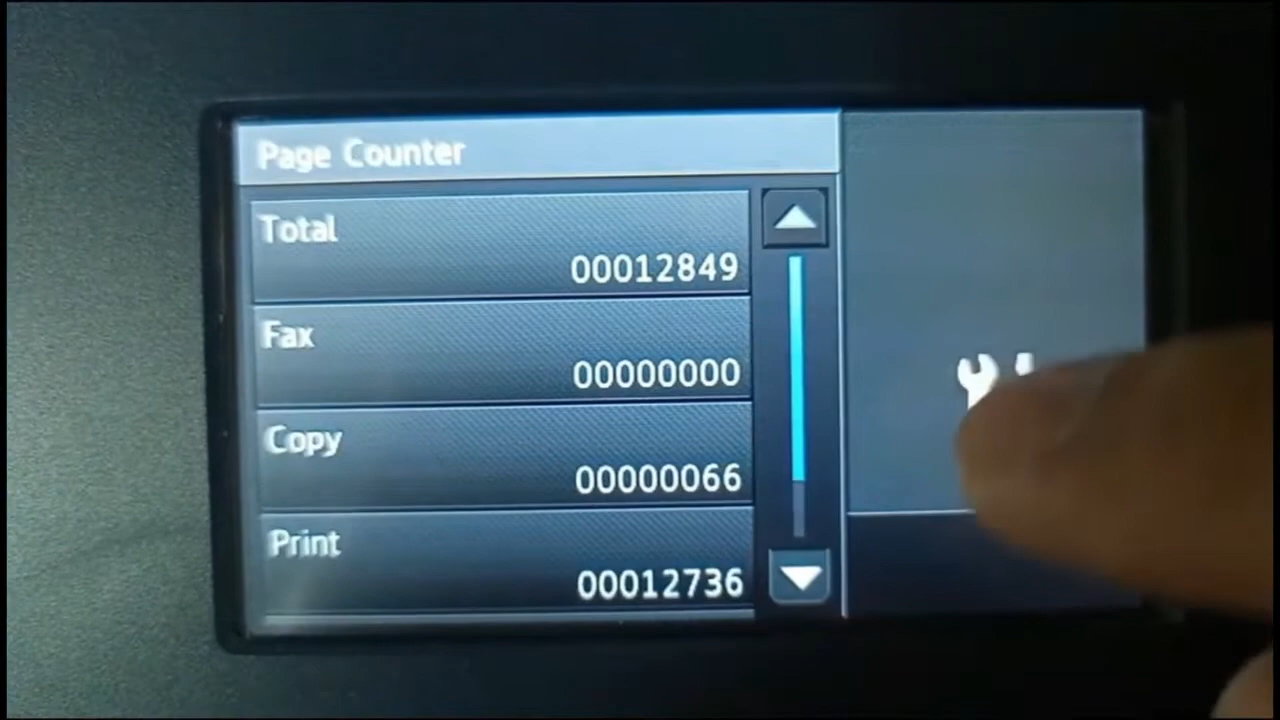 Page Counter
Total
00012849
Fax
00000000
Copy
00000066
Print
00012736